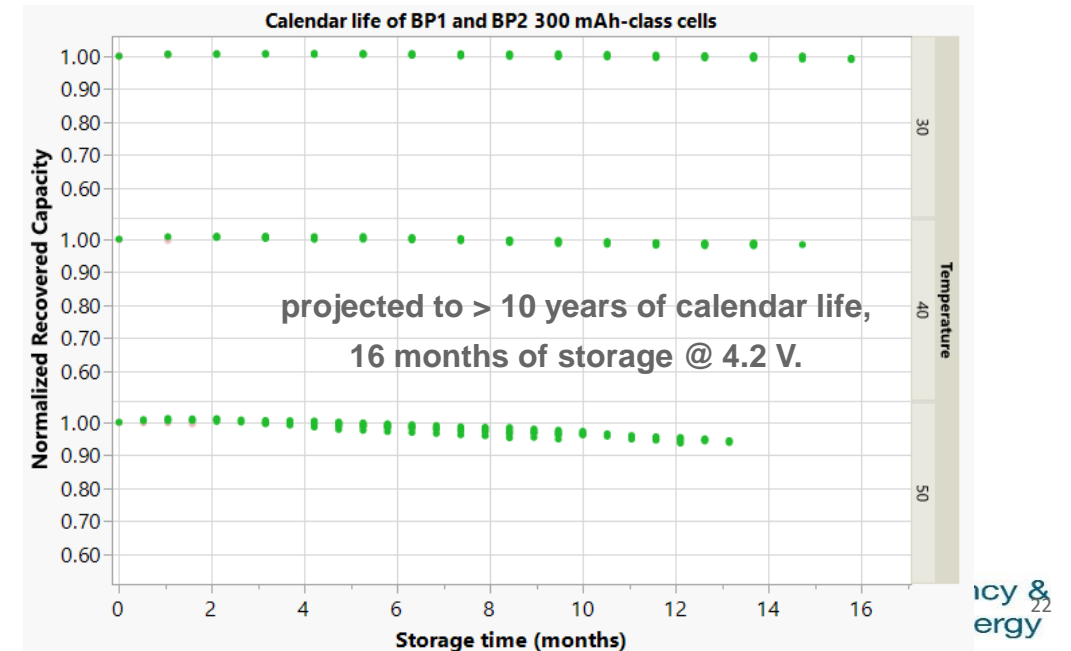 Calendar life of BP1 and BP2 300 mAh-class cells
Normalized Recovered Capacity
1.00
0.90
0.80
0.70
0.60
30
1.00
0.90
0.80
0.70
0.60
40
Temperature
projected to > 10 years of calendar life,
16 months of storage @ 4.2 V.
1.00
0.90
0.80
0.70
0.60
50
0 2 4 6 8 10 12 14 16
Storage time (months)
icy &
22
ergy